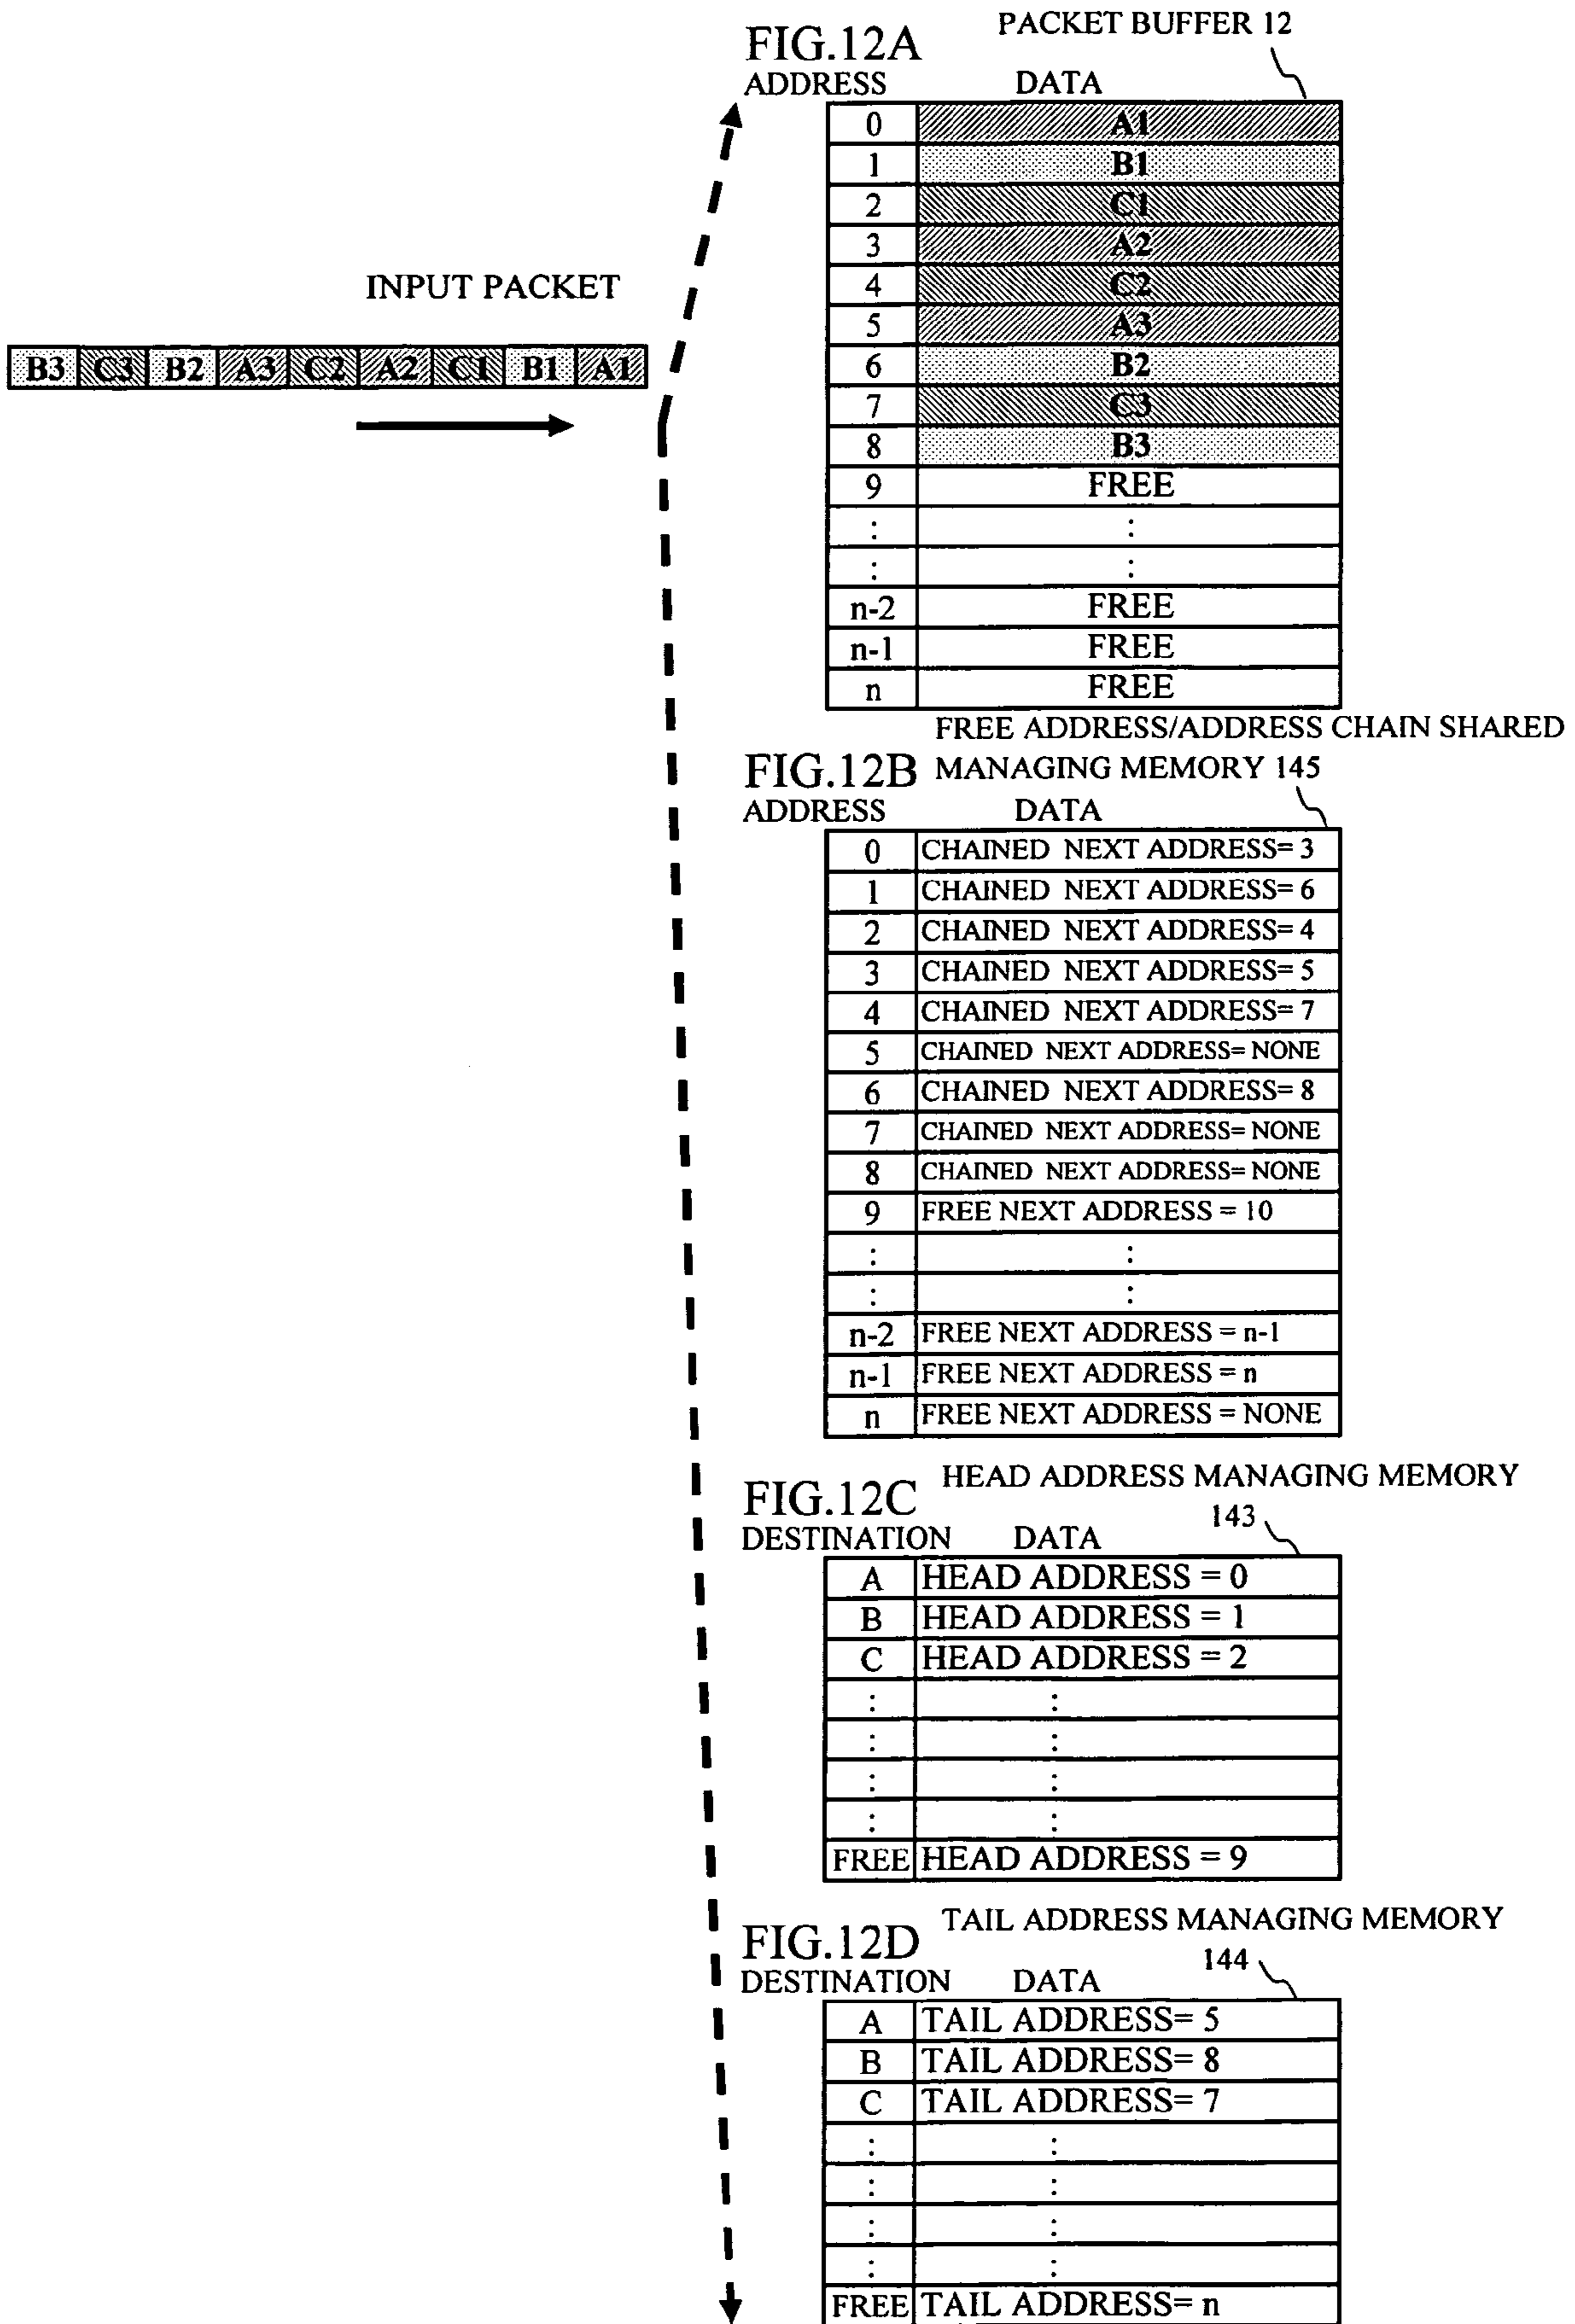 PACKET BUFFER 12
FIG.12A
ADDRESS DATA
0 A1
1 B1
2 C1
3 A2
4 C2
5 A3
6 B2
7 C3
8 B3
9 FREE
: :
: :
n-2 FREE
n-1 FREE
n FREE
INPUT PACKET
B3 C3 B2 A3 C2 A2 C1 B1 A1
FREE ADDRESS/ADDRESS CHAIN SHARED
FIG.12B MANAGING MEMORY 145
ADDRESS DATA
0 CHAINED NEXT ADDRESS= 3
1 CHAINED NEXT ADDRESS= 6
2 CHAINED NEXT ADDRESS= 4
3 CHAINED NEXT ADDRESS= 5
4 CHAINED NEXT ADDRESS= 7
5 CHAINED NEXT ADDRESS= NONE
6 CHAINED NEXT ADDRESS= 8
7 CHAINED NEXT ADDRESS= NONE
8 CHAINED NEXT ADDRESS= NONE
9 FREE NEXT ADDRESS = 10
: :
: :
n-2 FREE NEXT ADDRESS = n-1
n-1 FREE NEXT ADDRESS = n
n FREE NEXT ADDRESS = NONE
HEAD ADDRESS MANAGING MEMORY
FIG.12C 143
DESTINATION DATA
A HEAD ADDRESS = 0
B HEAD ADDRESS = 1
C HEAD ADDRESS = 2
: :
: :
: :
: :
FREE HEAD ADDRESS = 9
TAIL ADDRESS MANAGING MEMORY
FIG.12D 144
DESTINATION DATA
A TAIL ADDRESS= 5
B TAIL ADDRESS= 8
C TAIL ADDRESS= 7
: :
: :
: :
: :
FREE TAIL ADDRESS= n